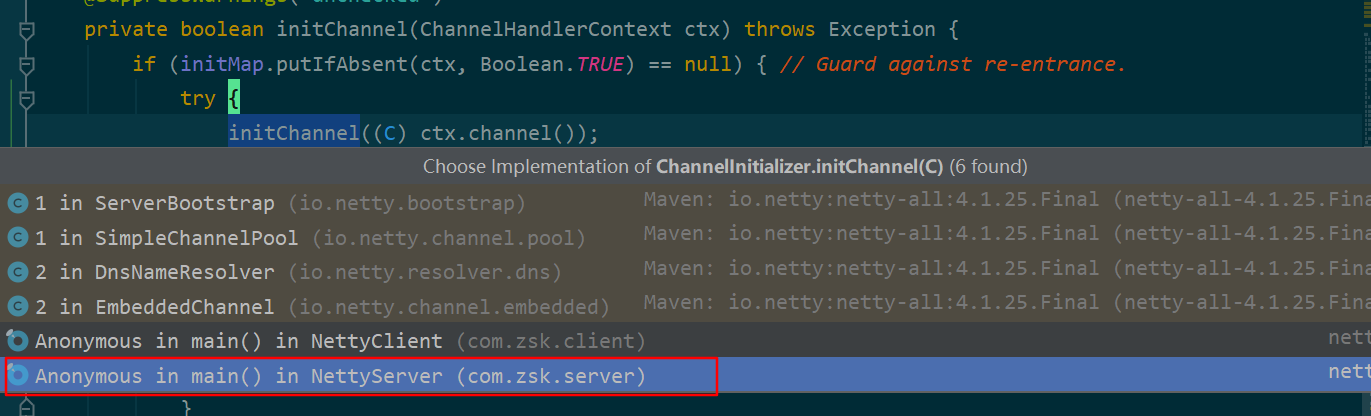 @SuppressWarnings("unchecked")
private boolean initChannel(ChannelHandlerContext ctx) throws Exception {
if (initMap.putIfAbsent(ctx, Boolean.TRUE) == null) { // Guard against re-entrance.
try {
initChannel((C) ctx.channel());
Choose Implementation of ChannelInitializer.initChannel(C) (6 found)
1 in ServerBootstrap (io.netty.bootstrap) Maven: io.netty:netty-all:4.1.25.Final (netty-all-4.1.25.Fina
1 in SimpleChannelPool (io.netty.channel.pool) Maven: io.netty:netty-all:4.1.25.Final (netty-all-4.1.25.Fina
2 in DnsNameResolver (io.netty.resolver.dns) Maven: io.netty:netty-all:4.1.25.Final (netty-all-4.1.25.Fina
2 in EmbeddedChannel (io.netty.channel.embedded) Maven: io.netty:netty-all:4.1.25.Final (netty-all-4.1.25.Fina
Anonymous in main() in NettyClient (com.zsk.client) nett
Anonymous in main() in NettyServer (com.zsk.server) nett
}